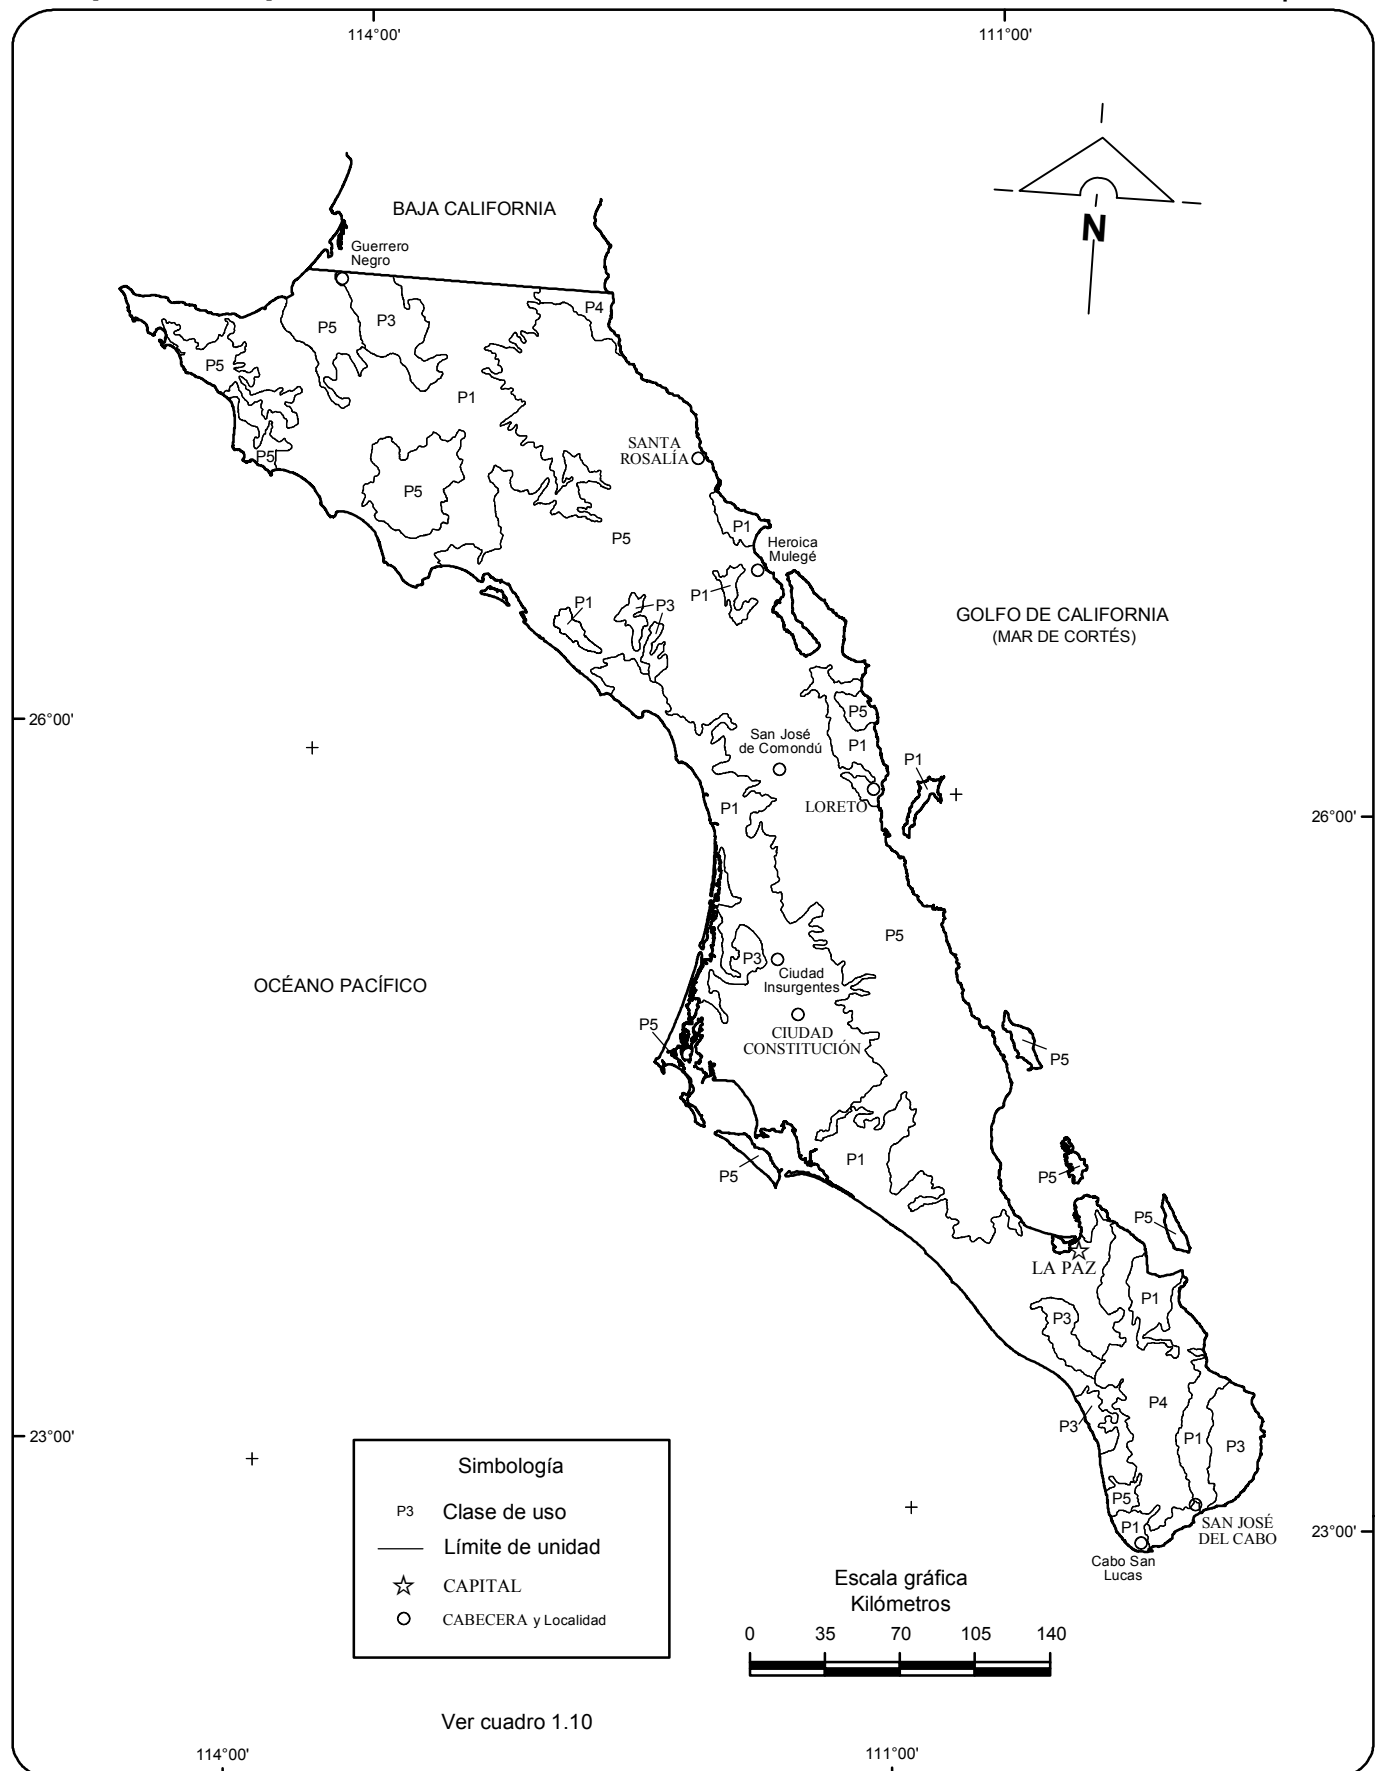 114°00'
111°00'
BAJA CALIFORNIA
Guerrero
Negro
N
P4
P5
P3
P5
P1
SANTA
ROSALÍA
P5
P5
P1
P5
Heroica
Mulegé
P1
P1
P3
GOLFO DE CALIFORNIA
(MAR DE CORTÉS)
26°00'
P5
San José
de Comondú
P1
P1
LORETO
P1
26°00'
P5
P3
Ciudad
Insurgentes
OCÉANO PACÍFICO
P5
CIUDAD
CONSTITUCIÓN
P5
P1
P5
P5
P5
LA PAZ
P1
P3
P4
P3
P1
P3
23°00'
P5
P1
SAN JOSÉ
DEL CABO
23°00'
Cabo San
Lucas
Simbología
P3 Clase de uso
Límite de unidad
CAPITAL
CABECERA y Localidad
Escala gráfica
Kilómetros
0 35 70 105 140
Ver cuadro 1.10
114°00'
111°00'